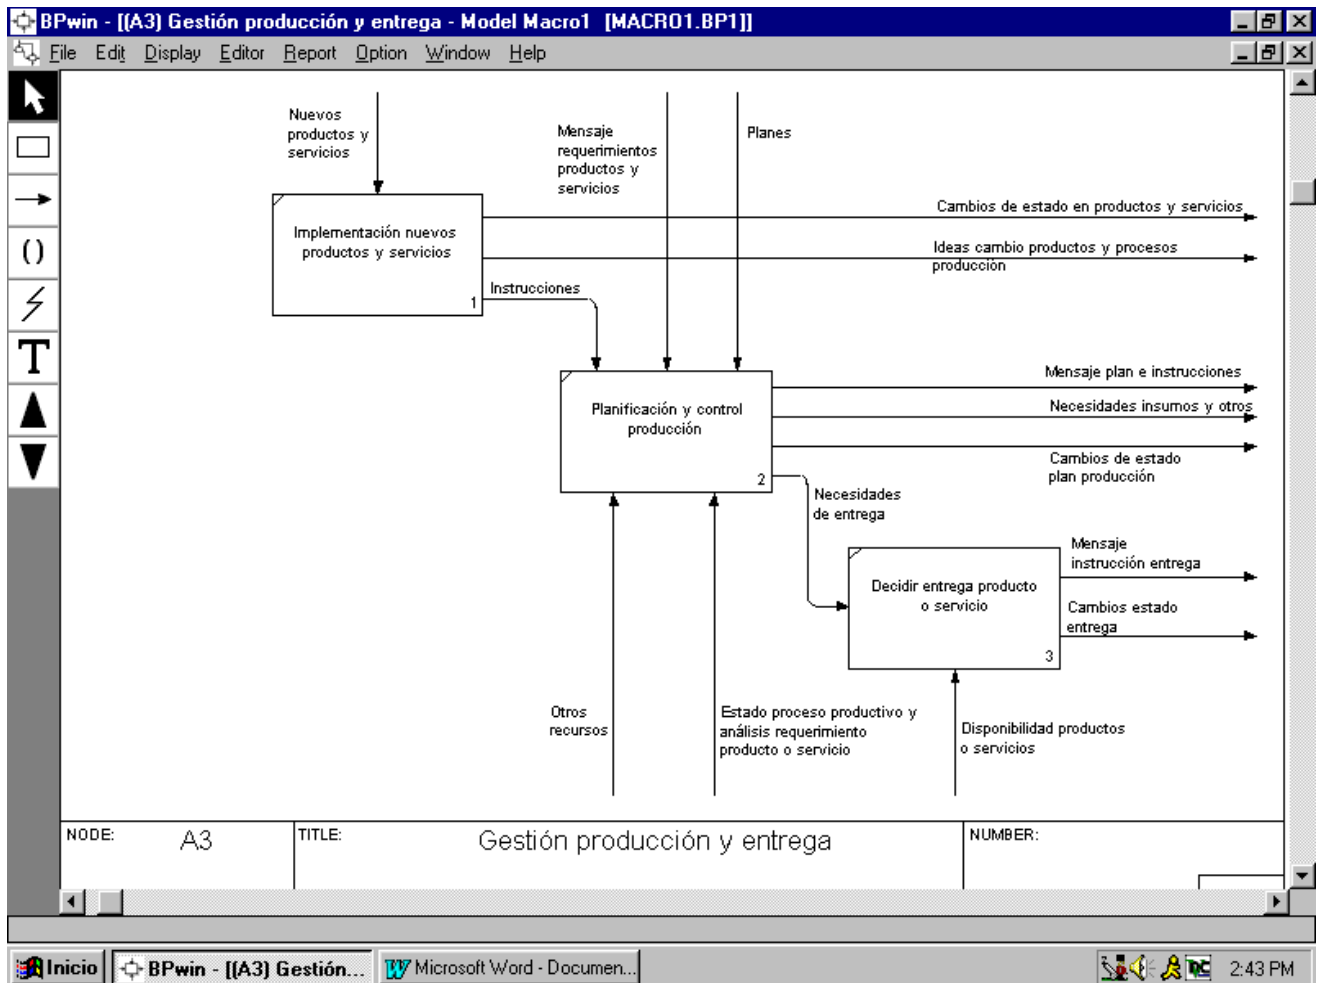 BPwin - [(A3) Gestión producción y entrega - Model Macro1 [MACRO1.BP1]]
File Edit Display Editor Report Option Window Help
Nuevos
productos y
servicios
Mensaje
requerimientos
productos y
servicios
Planes
Cambios de estado en productos y servicios
Implementación nuevos
productos y servicios
1
Ideas cambio productos y procesos
producción
Instrucciones
( )
T
Mensaje plan e instrucciones
Necesidades insumos y otros
Planificación y control
producción
2
Cambios de estado
plan producción
Necesidades
de entrega
Mensaje
instrucción entrega
Decidir entrega producto
o servicio
3
Cambios estado
entrega
Otros
recursos
Estado proceso productivo y
análisis requerimiento
producto o servicio
Disponibilidad productos
o servicios
NODE: A3
TITLE: Gestión producción y entrega
NUMBER:
Inicio
BPwin - [(A3) Gestión...
Microsoft Word - Documen...
2:43 PM